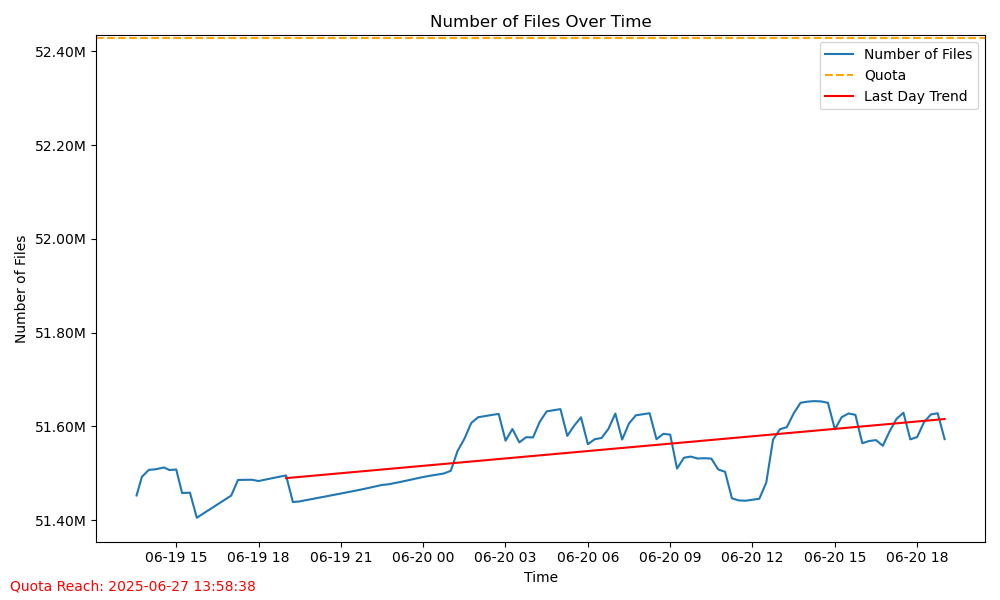 Number of Files Over Time
Number of Files
Quota
Last Day Trend
52.40M
52.20M
52.00M
51.80M
51.60M
51.40M
Number of Files
06-19 15
06-19 18
06-19 21
06-20 00
06-20 03
06-20 06
06-20 09
06-20 12
06-20 15
06-20 18
Time
Quota Reach: 2025-06-27 13:58:38